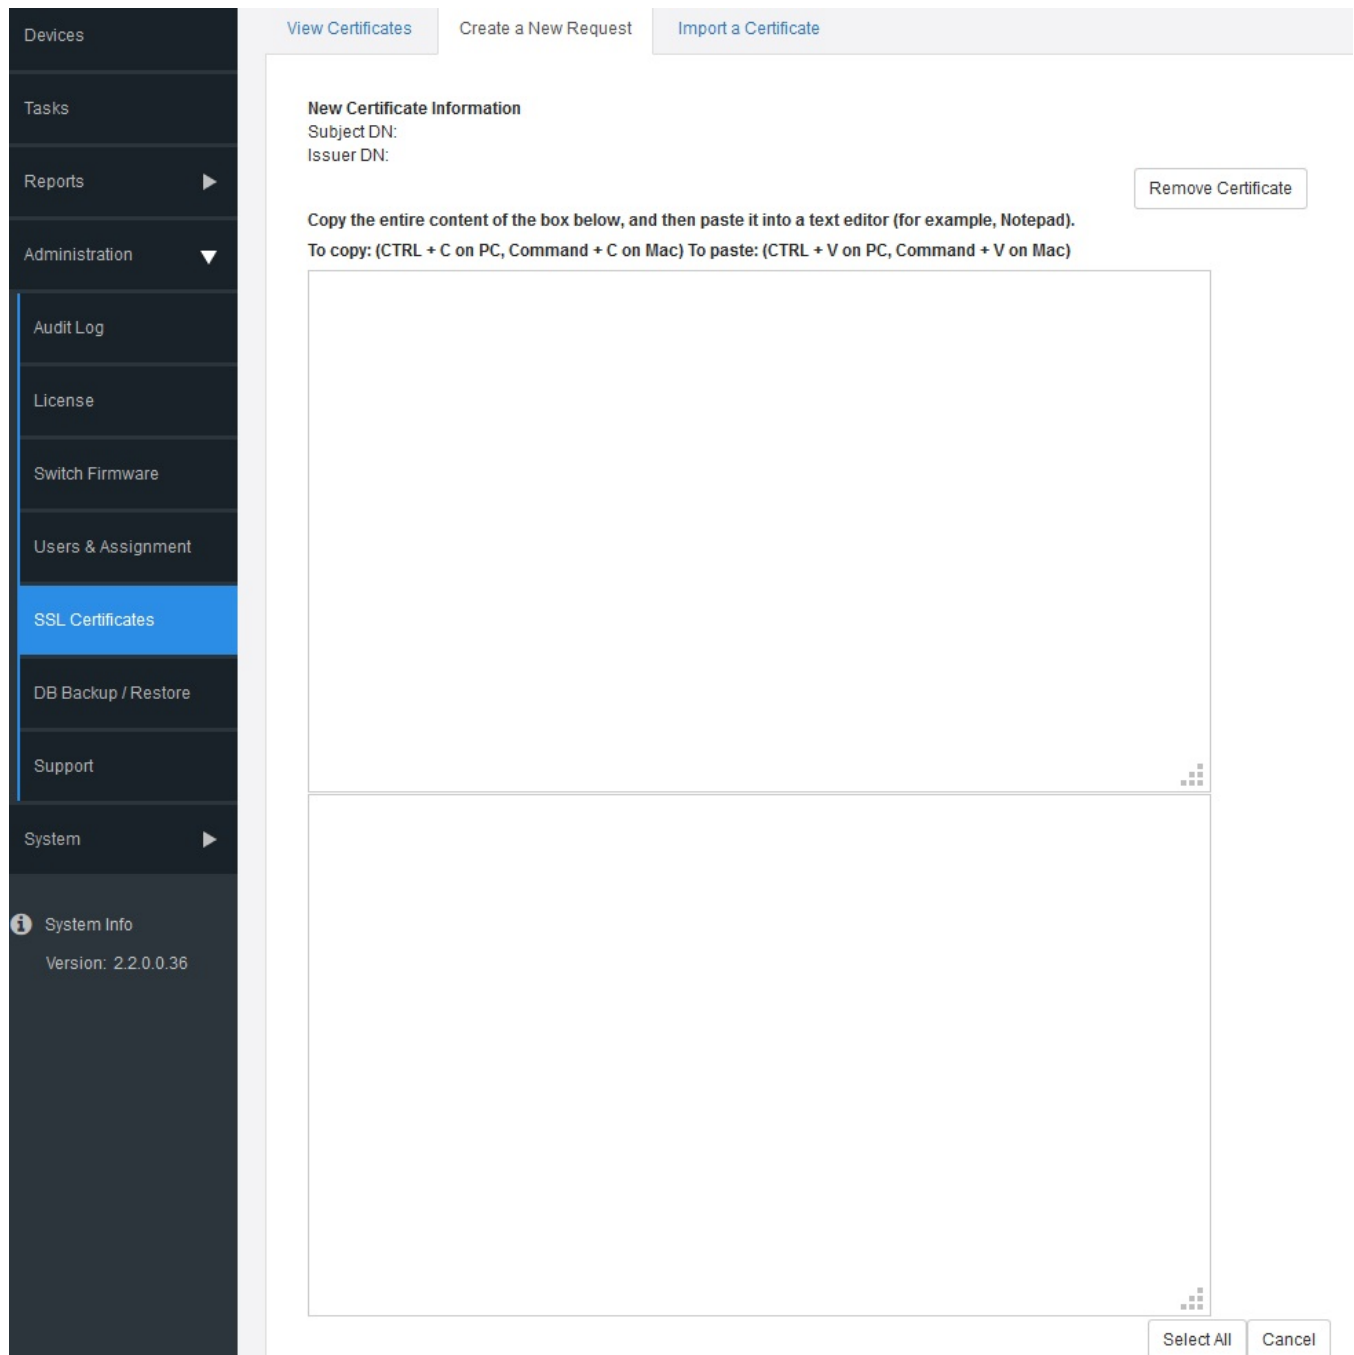 Devices
Tasks
Reports
Administration
Audit Log
License
Switch Firmware
Users & Assignment
SSL Certificates
DB Backup / Restore
Support
System
System Info
Version: 2.2.0.0.36
View Certificates
Create a New Request
Import a Certificate
New Certificate Information
Subject DN:
Issuer DN:
Remove Certificate
Copy the entire content of the box below, and then paste it into a text editor (for example, Notepad).
To copy: (CTRL + C on PC, Command + C on Mac) To paste: (CTRL + V on PC, Command + V on Mac)
Select All
Cancel